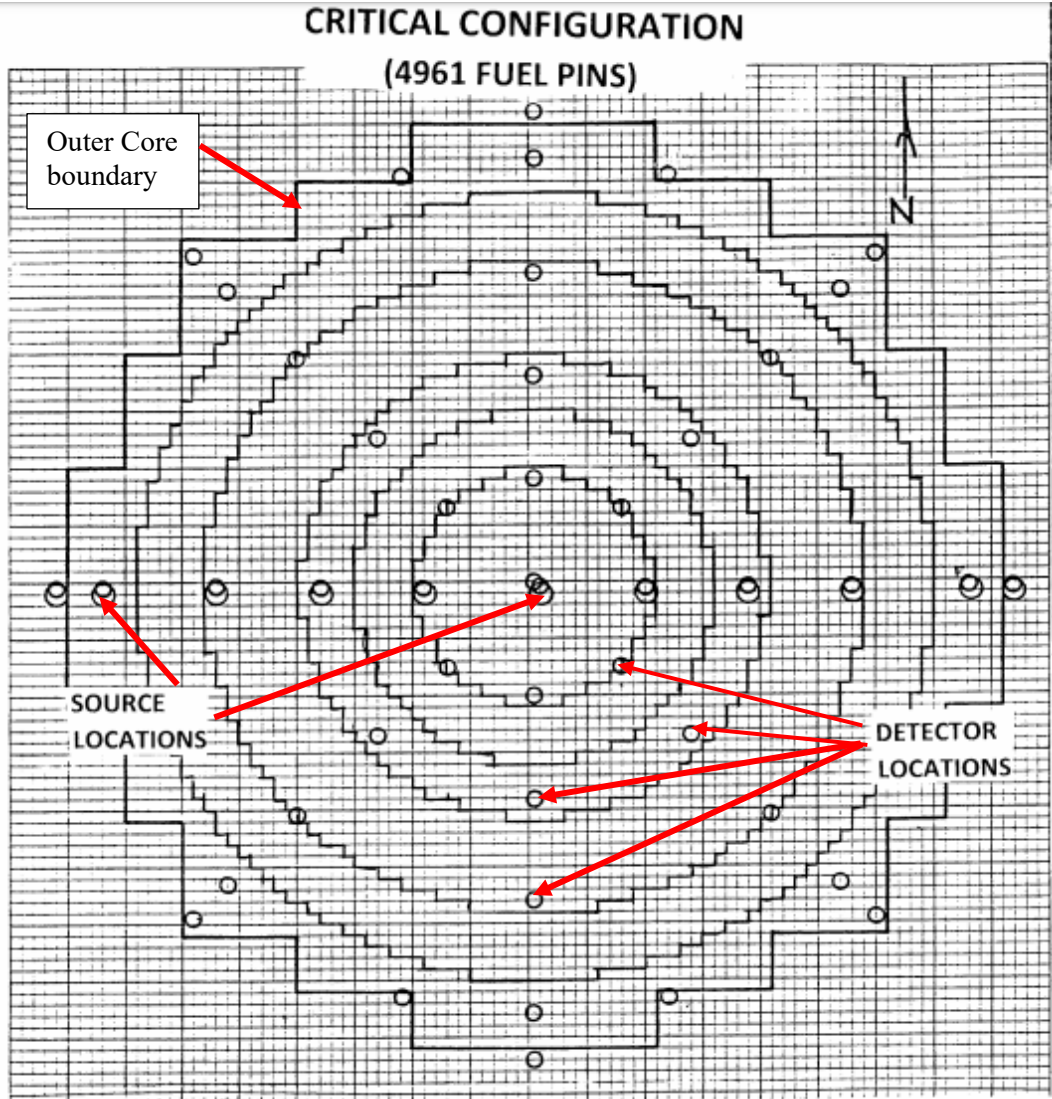 CRITICAL CONFIGURATION
(4961 FUEL PINS)
Outer Core
boundary
N
SOURCE
LOCATIONS
DETECTOR
LOCATIONS